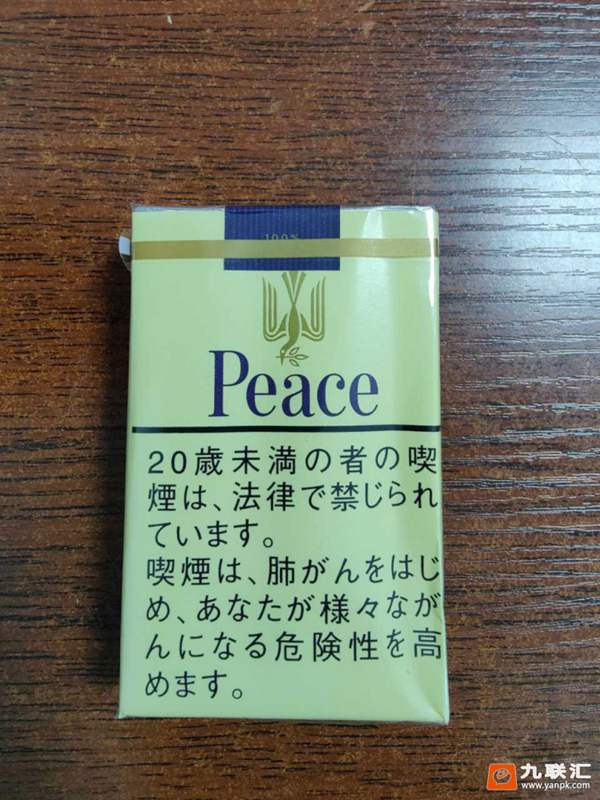 100%
Peace
20歳未満の者の喫
煙は、法律で禁じられ
ています。
喫煙は、肺がんをはじ
め、あなたが様々なが
んになる危険性を高
めます。
九联汇
www.yanpk.com